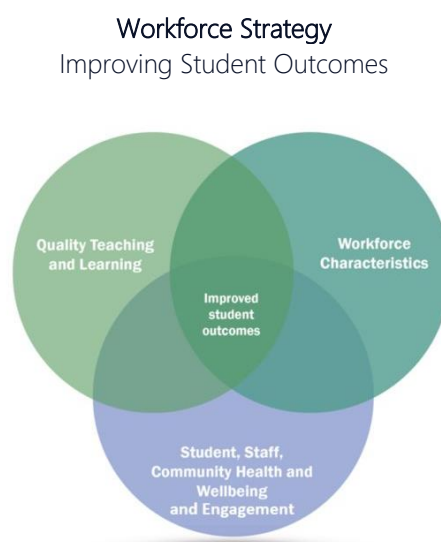 Workforce Strategy
Improving Student Outcomes
Quality Teaching
and Learning
Workforce
Characteristics
Improved
student
outcomes
Student, Staff,
Community Health and
Wellbeing
and Engagement